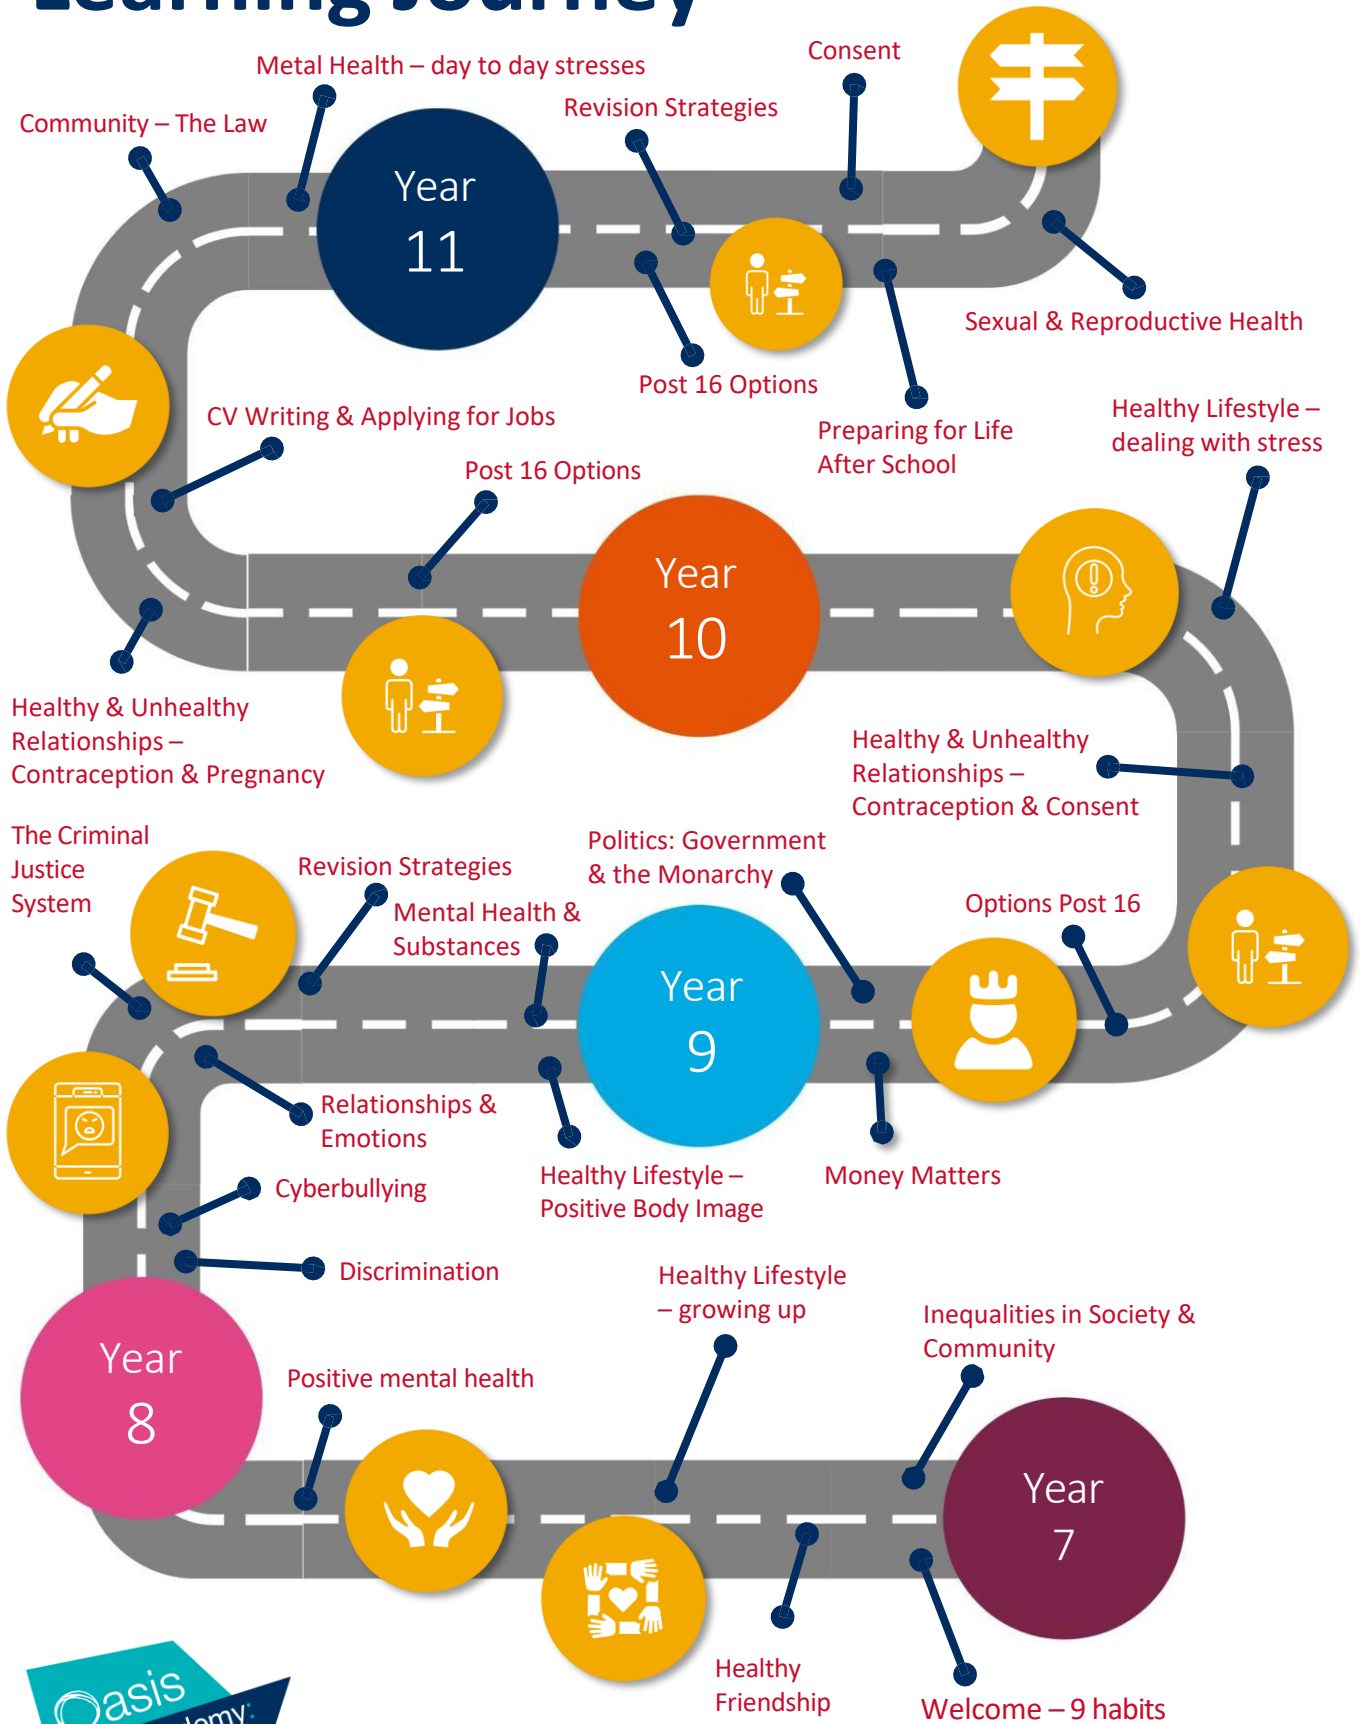 Learning Journey
Metal Health – day to day stresses
Consent
Revision Strategies
Community – The Law
Year
11
Sexual & Reproductive Health
Post 16 Options
Preparing for Life
After School
Healthy Lifestyle –
dealing with stress
CV Writing & Applying for Jobs
Post 16 Options
Year
10
Healthy & Unhealthy
Relationships –
Contraception & Pregnancy
Healthy & Unhealthy
Relationships –
Contraception & Consent
The Criminal
Justice
System
Revision Strategies
Mental Health &
Substances
Politics: Government
& the Monarchy
Options Post 16
Year
9
Relationships &
Emotions
Cyberbullying
Healthy Lifestyle –
Positive Body Image
Money Matters
Discrimination
Healthy Lifestyle
– growing up
Inequalities in Society &
Community
Year
8
Positive mental health
Year
7
Healthy
Friendship
Welcome – 9 habits
Oasis